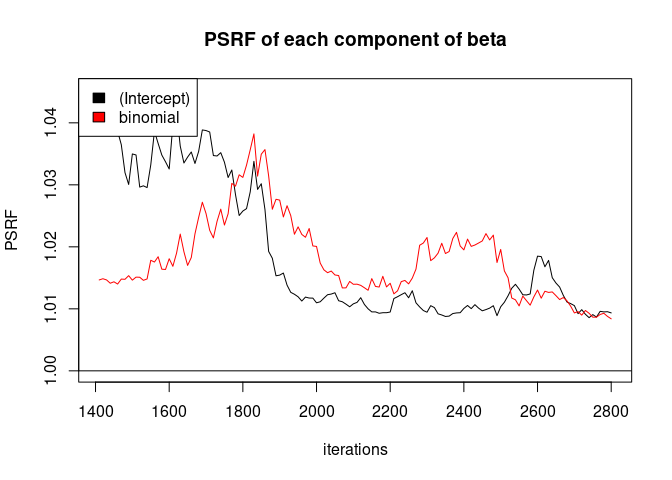 PSRF of each component of beta
(Intercept)
binomial
PSRF
1.04
1.03
1.02
1.01
1.00
1400 1600 1800 2000 2200 2400 2600 2800
iterations